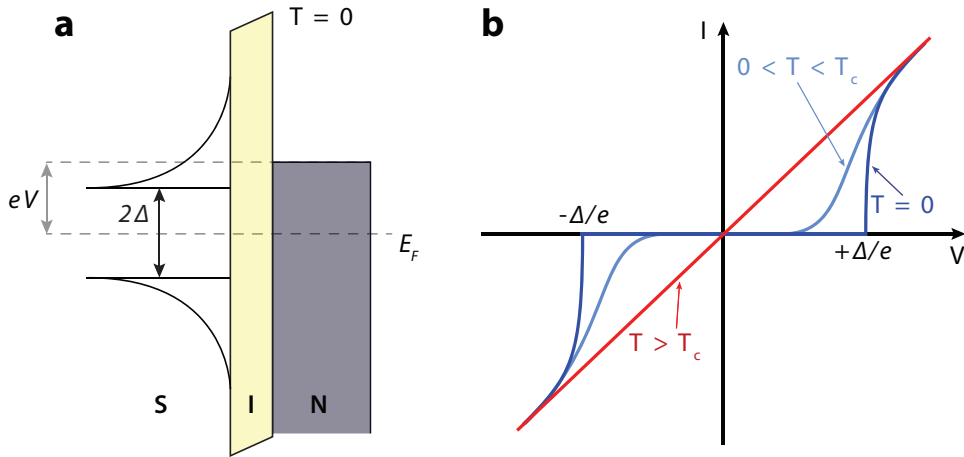 a
T = 0
eV
2Δ
E_F
S
I
N
b
I
0 < T < T_c
T = 0
-Δ/e
+Δ/e
V
T > T_c